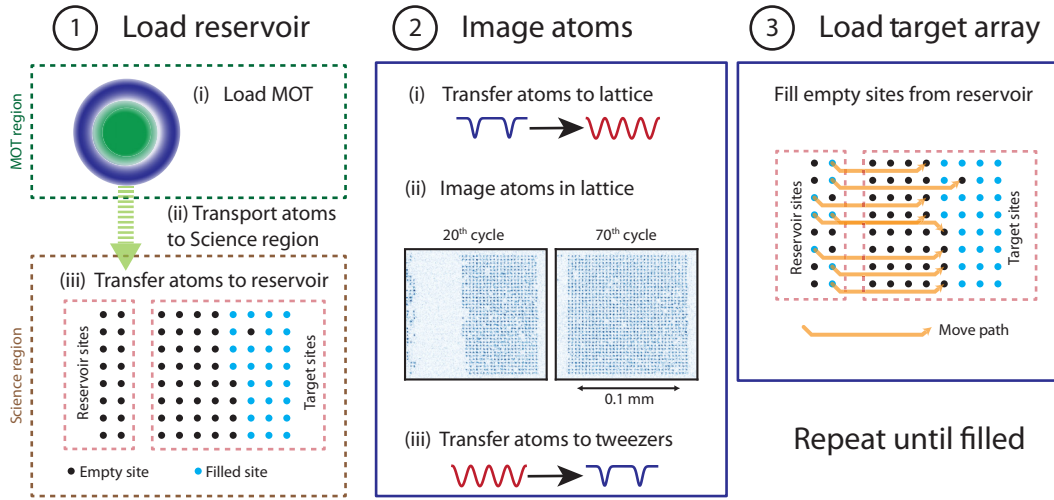 1 Load reservoir
MOT region
(i) Load MOT
(ii) Transport atoms
to Science region
Science region
(iii) Transfer atoms to reservoir
Reservoir sites
Target sites
Empty site
Filled site
2 Image atoms
(i) Transfer atoms to lattice
(ii) Image atoms in lattice
20th cycle
70th cycle
0.1 mm
(iii) Transfer atoms to tweezers
3 Load target array
Fill empty sites from reservoir
Reservoir sites
Target sites
Move path
Repeat until filled